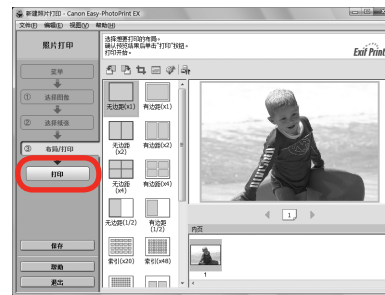 新建照片打印 - Canon Easy-PhotoPrint EX
文件(F) 编辑(E) 视图(V) 帮助(H)
照片打印
选择想要打印的布局。
确认预览结果后单击"打印"按钮。
打印开始。
Exif Print
菜单
① 选择图像
② 选择纸张
③ 布局/打印
打印
保存
帮助
退出
无边距(x1) 有边距(x1)
无边距(x2) 有边距(x2)
无边距(x4) 有边距(x4)
无边距(1/2) 有边距(1/2)
索引(x20) 索引(x48)
1
内页
1